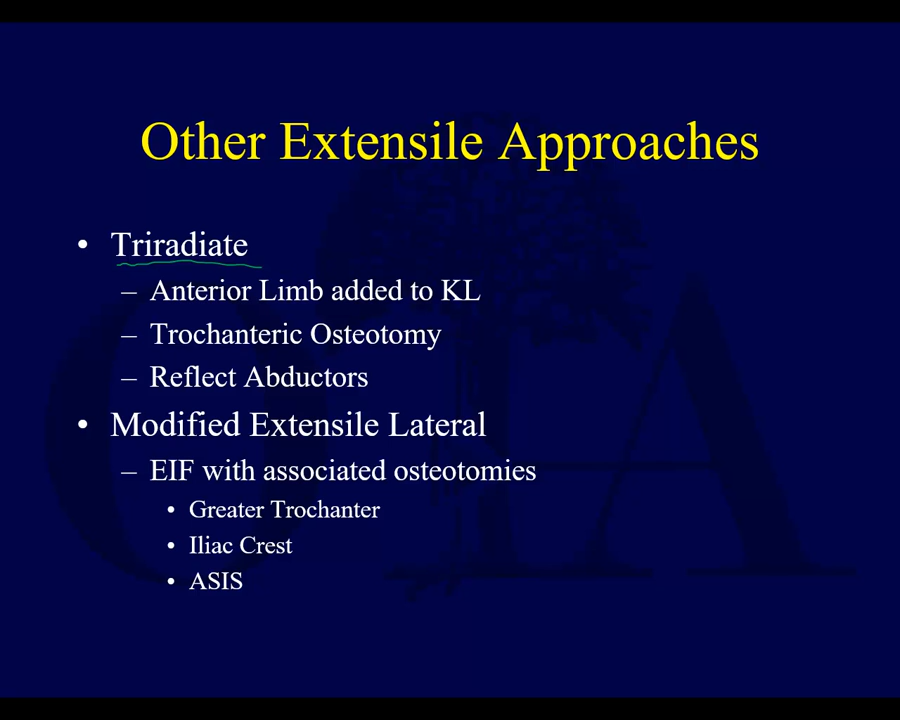 Other Extensile Approaches
• Triradiate
– Anterior Limb added to KL
– Trochanteric Osteotomy
– Reflect Abductors
• Modified Extensile Lateral
– EIF with associated osteotomies
• Greater Trochanter
• Iliac Crest
• ASIS
OTA